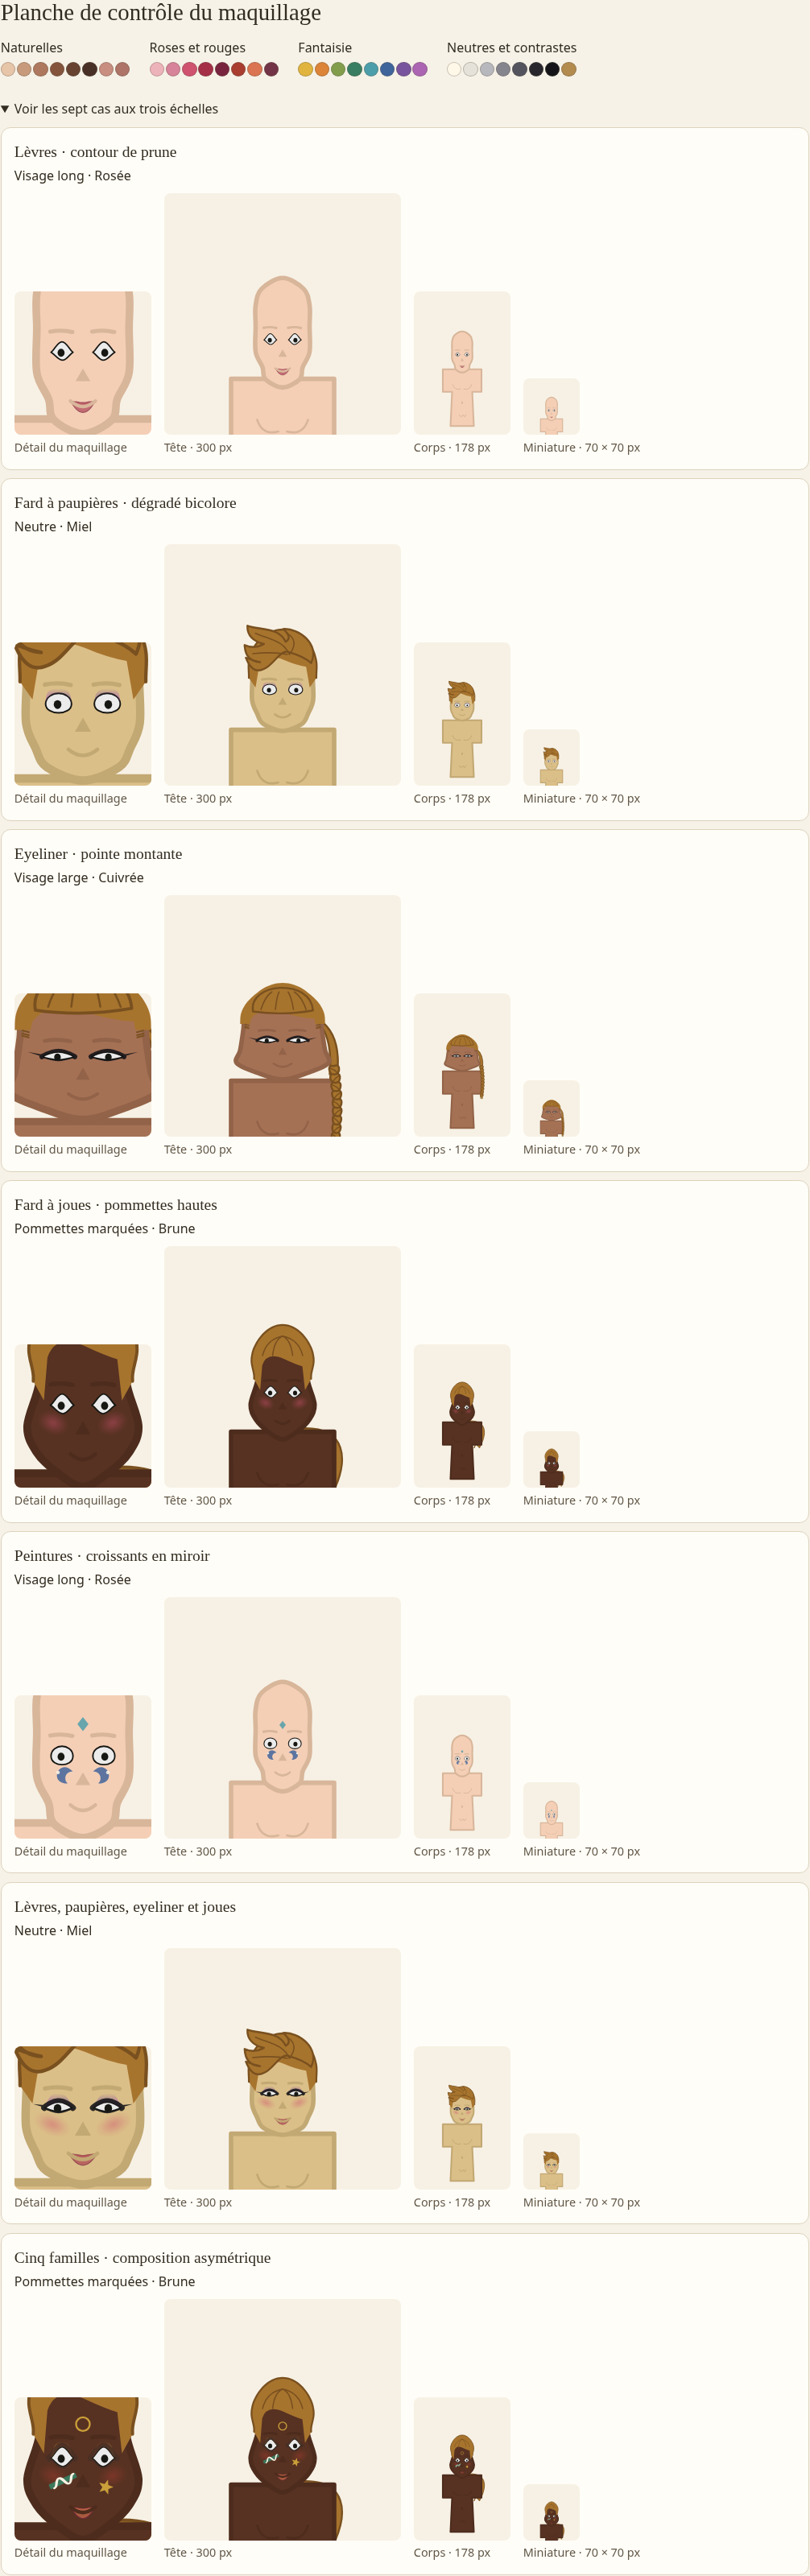 Planche de contrôle du maquillage
Naturelles
Roses et rouges
Fantaisie
Neutres et contrastes
▼ Voir les sept cas aux trois échelles
Lèvres · contour de prune
Visage long · Rosée
Détail du maquillage
Tête · 300 px
Corps · 178 px
Miniature · 70 × 70 px
Fard à paupières · dégradé bicolore
Neutre · Miel
Détail du maquillage
Tête · 300 px
Corps · 178 px
Miniature · 70 × 70 px
Eyeliner · pointe montante
Visage large · Cuivrée
Détail du maquillage
Tête · 300 px
Corps · 178 px
Miniature · 70 × 70 px
Fard à joues · pommettes hautes
Pommettes marquées · Brune
Détail du maquillage
Tête · 300 px
Corps · 178 px
Miniature · 70 × 70 px
Peintures · croissants en miroir
Visage long · Rosée
Détail du maquillage
Tête · 300 px
Corps · 178 px
Miniature · 70 × 70 px
Lèvres, paupières, eyeliner et joues
Neutre · Miel
Détail du maquillage
Tête · 300 px
Corps · 178 px
Miniature · 70 × 70 px
Cinq familles · composition asymétrique
Pommettes marquées · Brune
Détail du maquillage
Tête · 300 px
Corps · 178 px
Miniature · 70 × 70 px